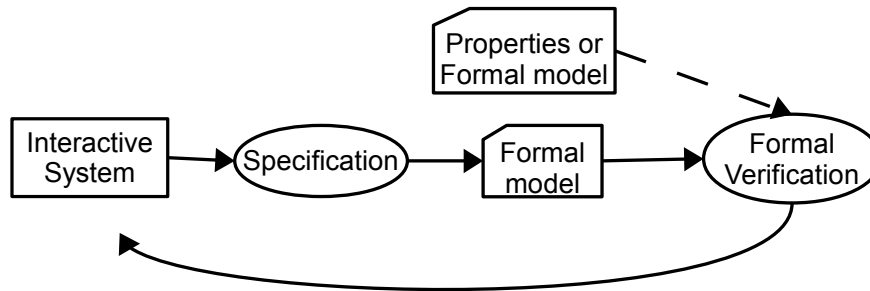 Properties or
Formal model
Interactive
System
Specification
Formal
model
Formal
Verification